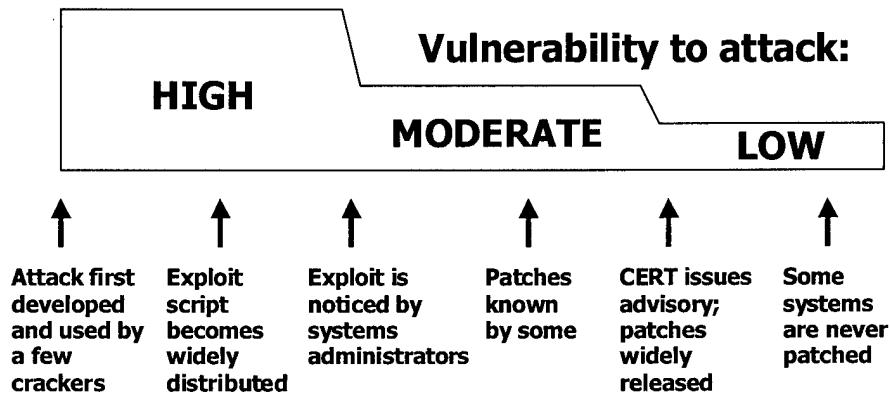 Vulnerability to attack:
HIGH
MODERATE
LOW
Attack first
developed
and used by
a few
crackers
Exploit
script
becomes
widely
distributed
Exploit is
noticed by
systems
administrators
Patches
known
by some
CERT issues
advisory;
patches
widely
released
Some
systems
are never
patched